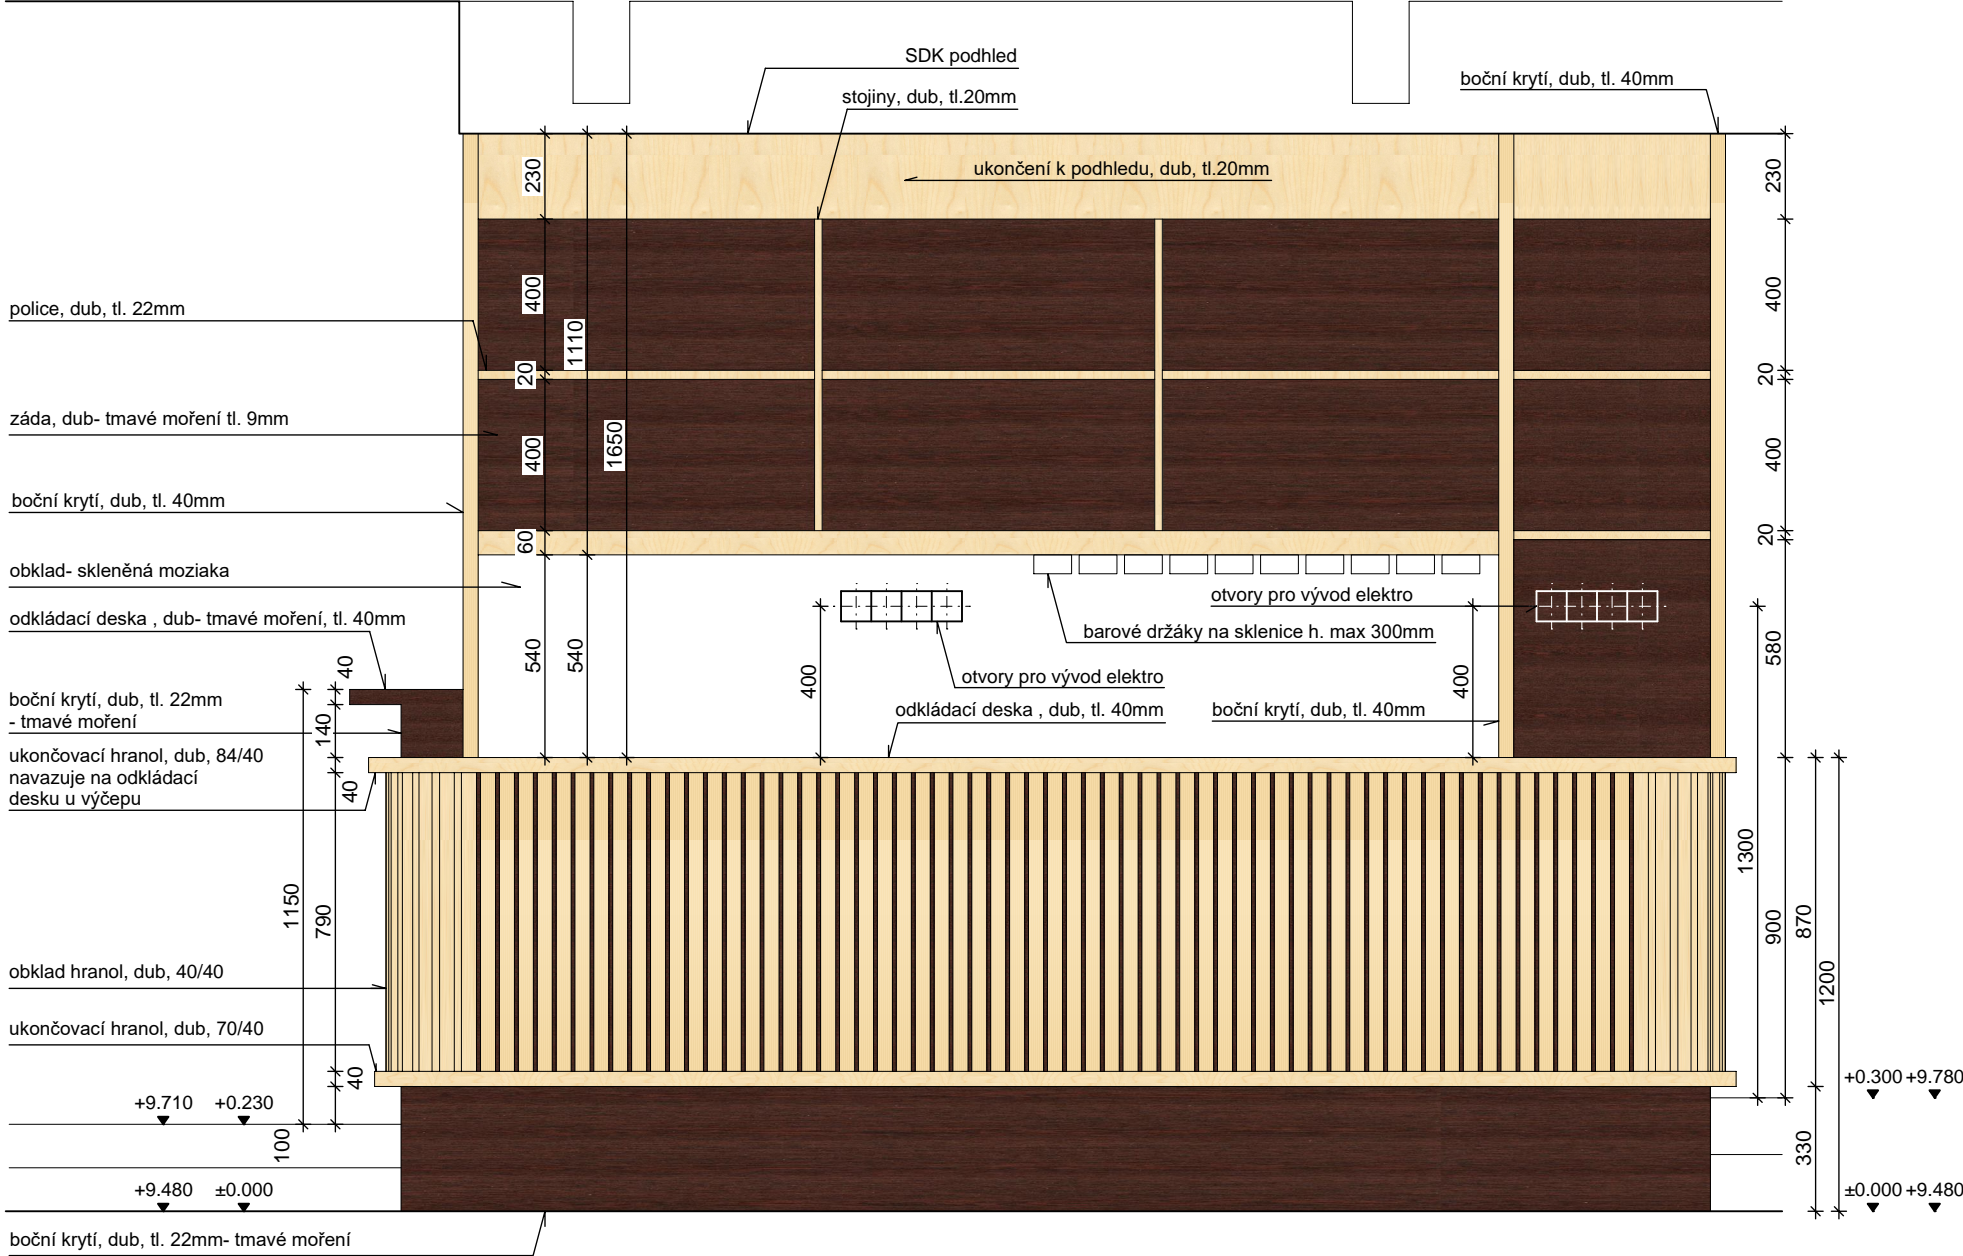 SDK podhled
boční krytí, dub, tl. 40mm
stojiny, dub, tl.20mm
ukončení k podhledu, dub, tl.20mm
230
230
400
400
police, dub, tl. 22mm
1110
20
20
záda, dub- tmavé moření tl. 9mm
400
1650
400
boční krytí, dub, tl. 40mm
60
20
obklad- skleněná moziaka
otvory pro vývod elektro
odkládací deska , dub- tmavé moření, tl. 40mm
barové držáky na sklenice h. max 300mm
540
540
580
40
otvory pro vývod elektro
400
400
boční krytí, dub, tl. 22mm
- tmavé moření
odkládací deska , dub, tl. 40mm
boční krytí, dub, tl. 40mm
140
ukončovací hranol, dub, 84/40
navazuje na odkládací
desku u výčepu
40
1300
1150
790
900
870
obklad hranol, dub, 40/40
1200
ukončovací hranol, dub, 70/40
40
+0.300 +9.780
+9.710 +0.230
100
330
+9.480 ±0.000
±0.000 +9.480
boční krytí, dub, tl. 22mm- tmavé moření